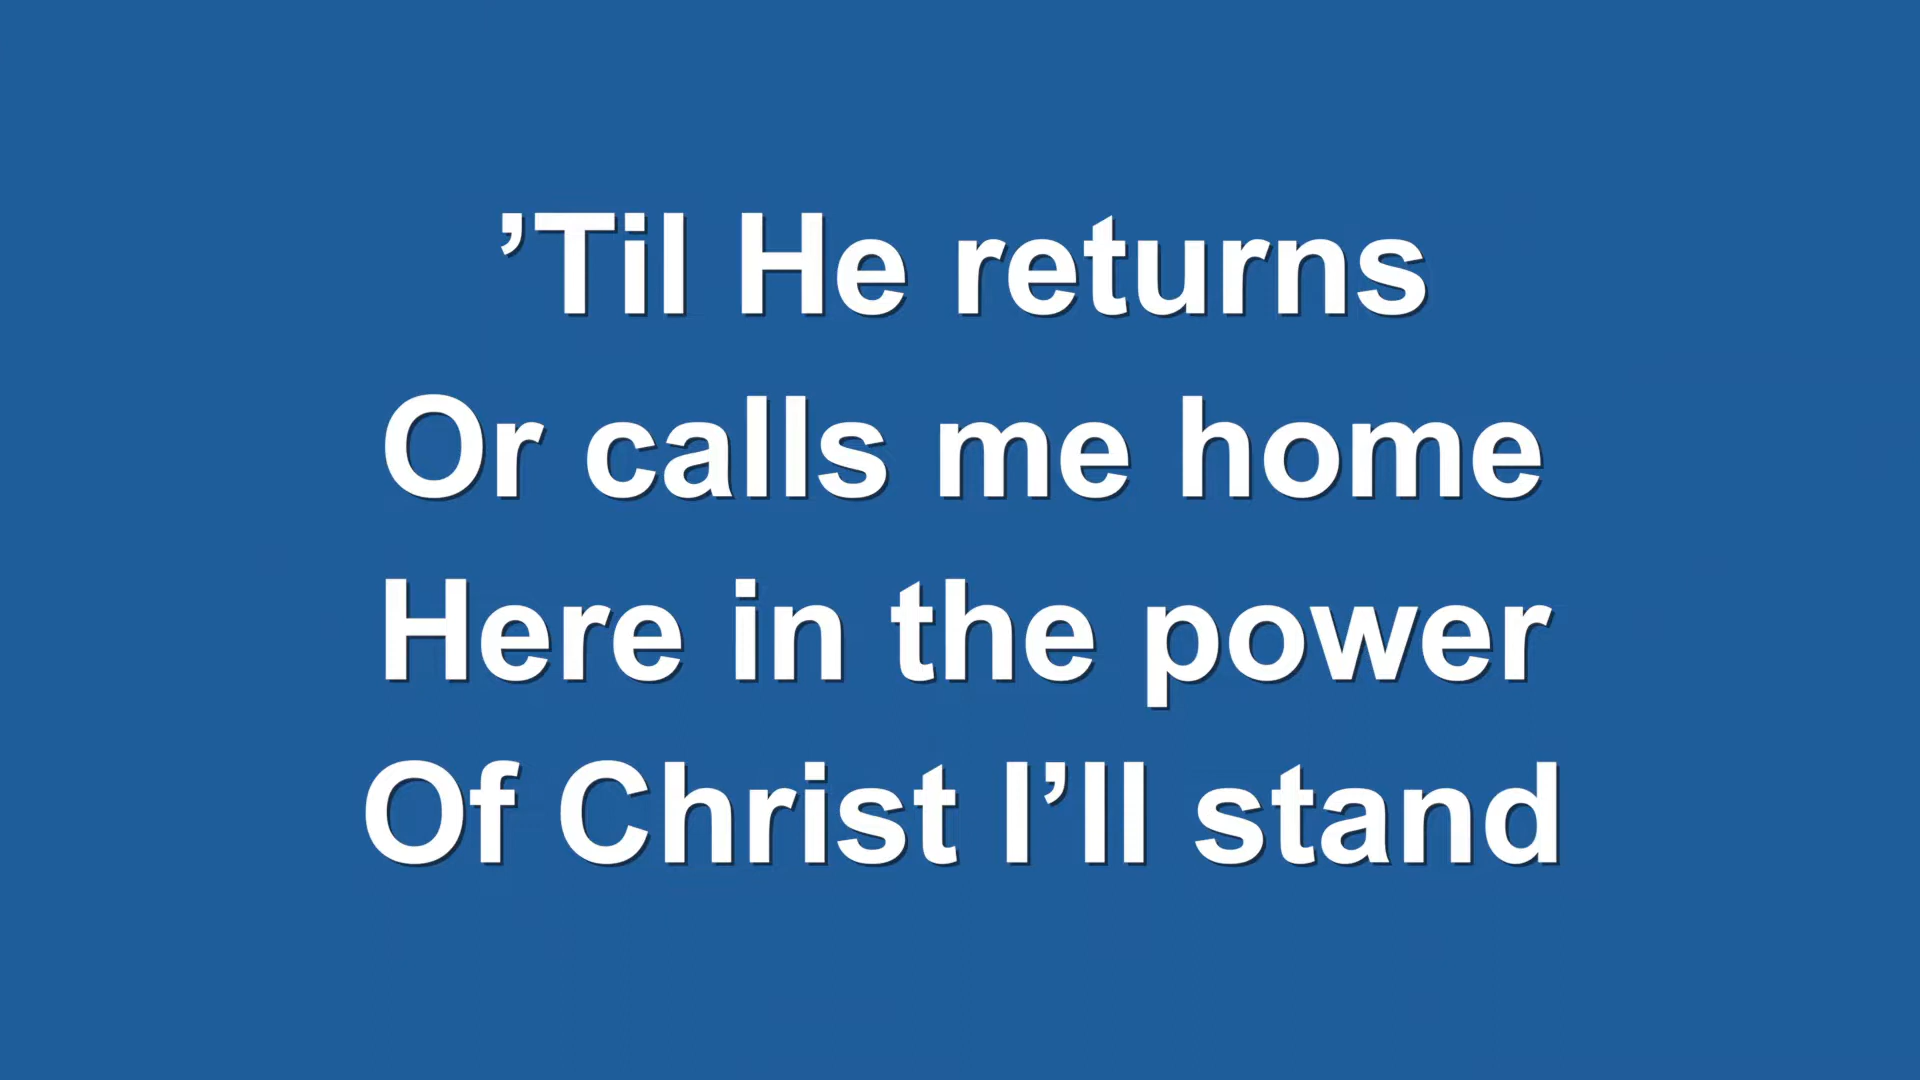 ’Til He returns
Or calls me home
Here in the power
Of Christ I’ll stand